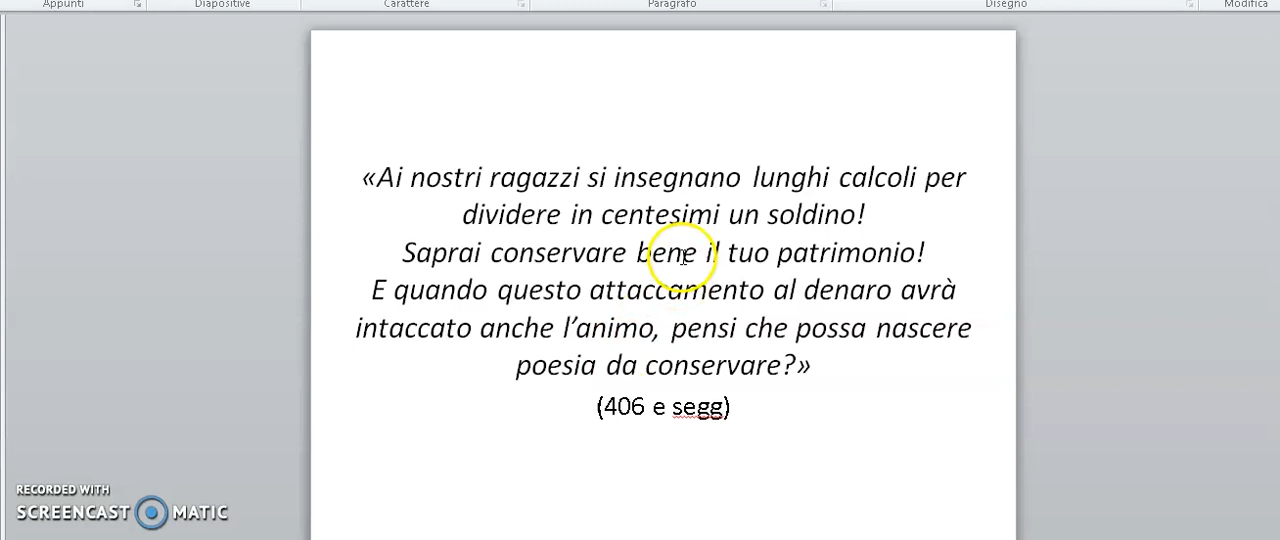 Appunti Diapositive Carattere Paragrafo Disegno Modifica
«Ai nostri ragazzi si insegnano lunghi calcoli per
dividere in centesimi un soldino!
Saprai conservare bene il tuo patrimonio!
E quando questo attaccamento al denaro avrà
intaccato anche l’animo, pensi che possa nascere
poesia da conservare?»
(406 e segg)
RECORDED WITH
SCREENCAST MATIC